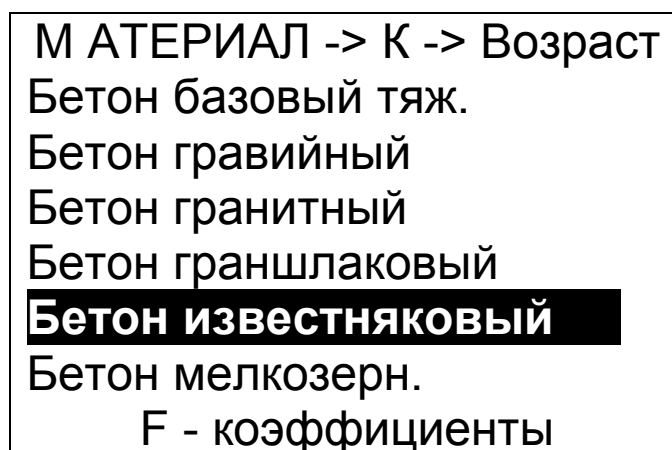 М АТЕРИАЛ -> К -> Возраст
Бетон базовый тяж.
Бетон гравийный
Бетон гранитный
Бетон граншлаковый
Бетон известняковый
Бетон мелкозерн.
F - коэффициенты